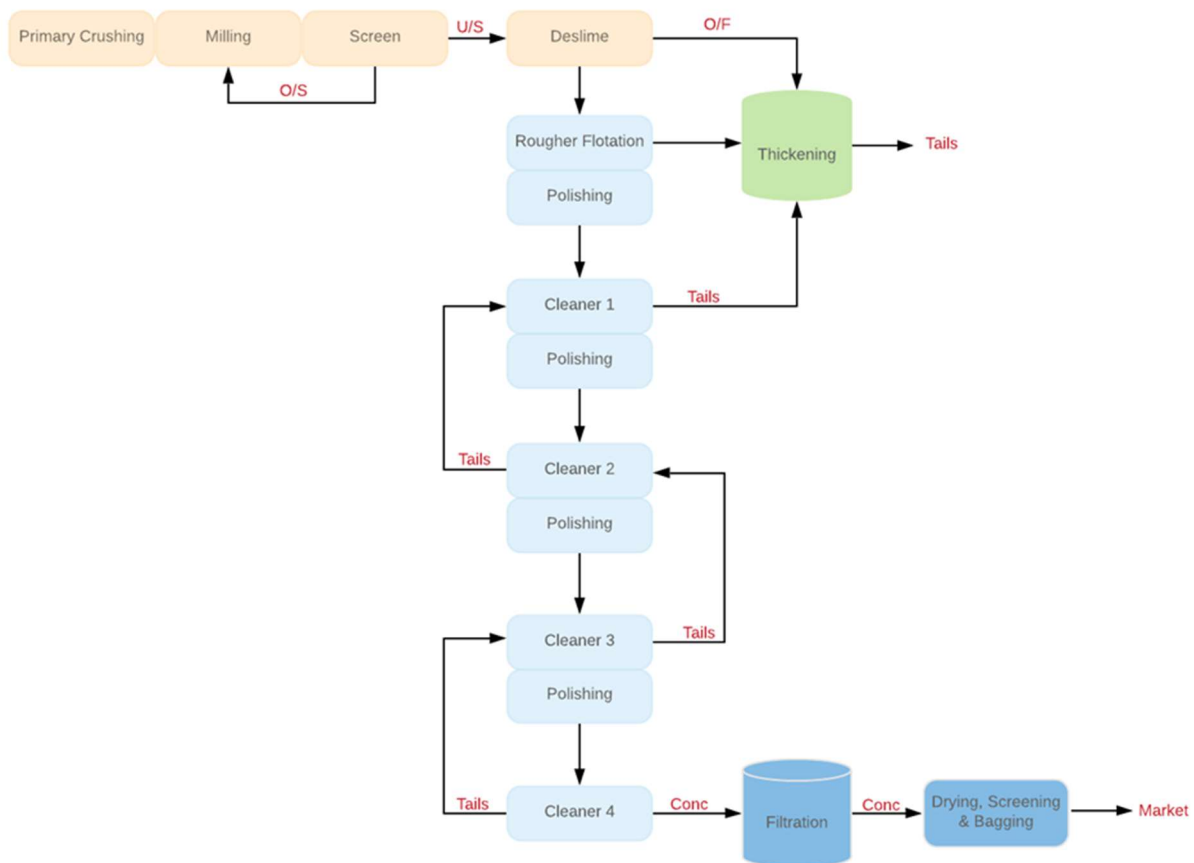 Primary Crushing
Milling
Screen
U/S
Deslime
O/F
O/S
Rougher Flotation
Thickening
Tails
Polishing
Cleaner 1
Tails
Polishing
Tails
Cleaner 2
Polishing
Cleaner 3
Tails
Polishing
Tails
Cleaner 4
Conc
Filtration
Conc
Drying, Screening
& Bagging
Market